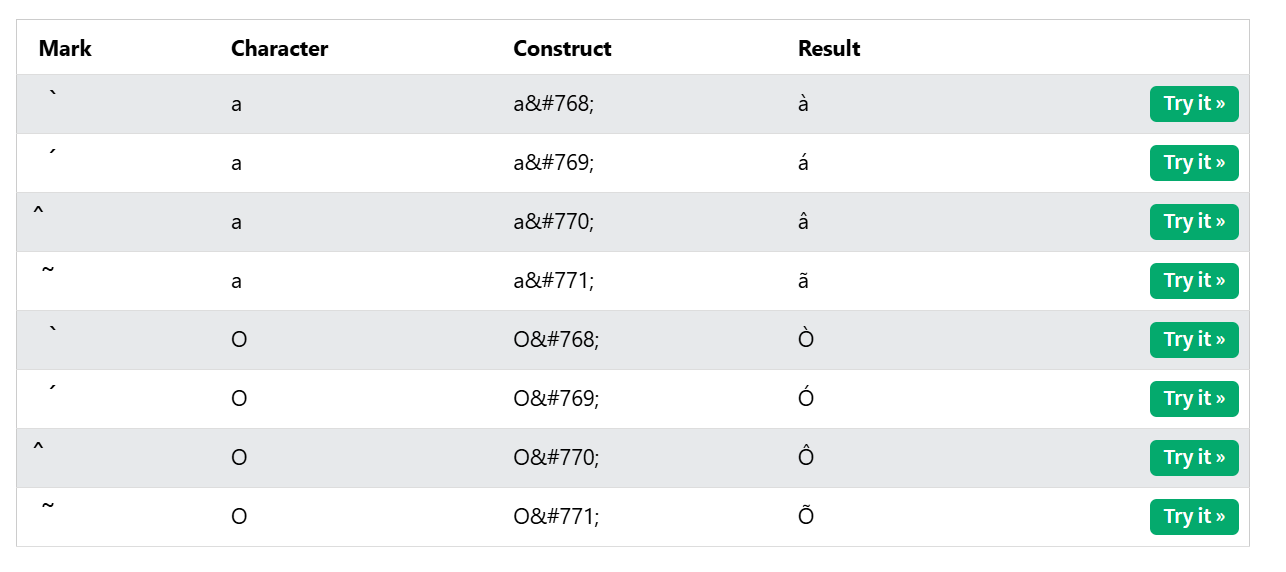 Mark Character Construct Result
̀ a a&#768; à Try it »
́ a a&#769; á Try it »
̂ a a&#770; â Try it »
̃ a a&#771; ã Try it »
̀ O O&#768; Ò Try it »
́ O O&#769; Ó Try it »
̂ O O&#770; Ô Try it »
̃ O O&#771; Õ Try it »